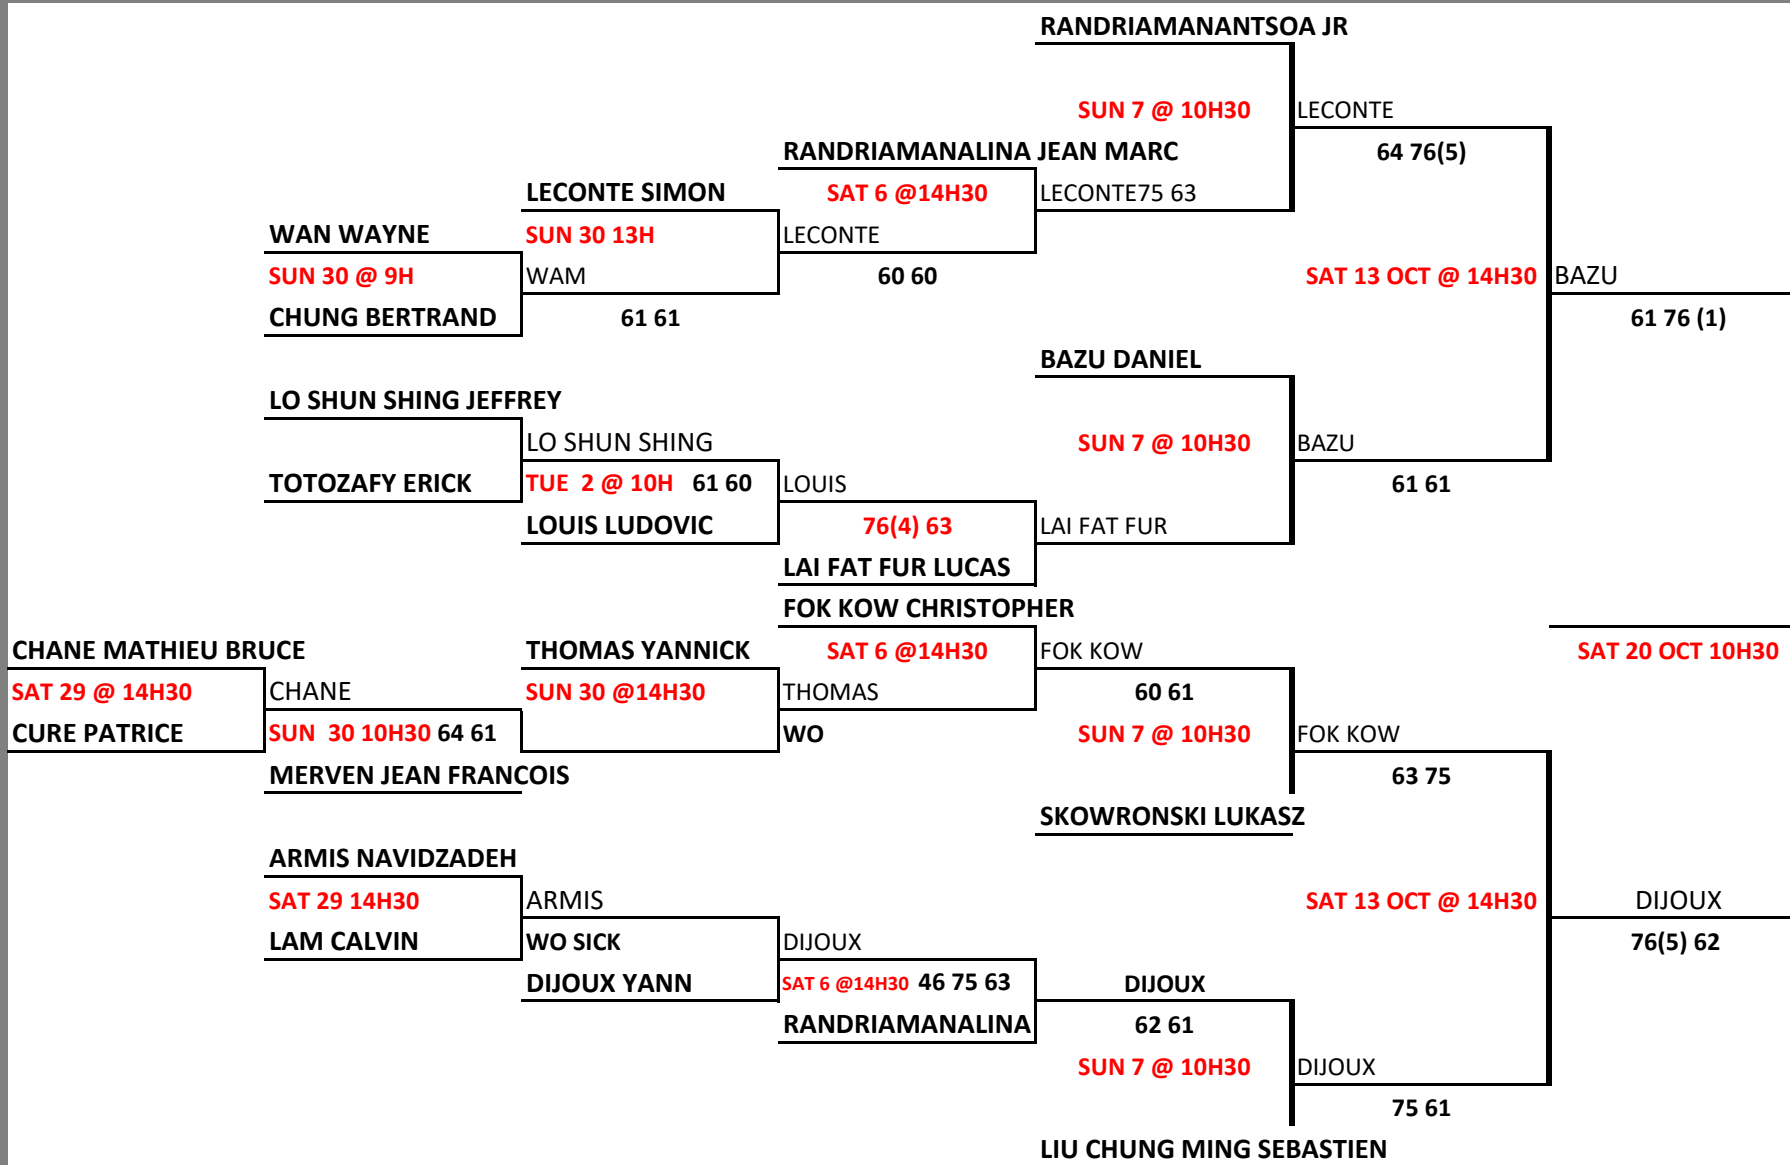 RANDRIAMANANTSOA JR
SUN 7 @ 10H30 LECONTE
RANDRIAMANALINA JEAN MARC 64 76(5)
LECONTE SIMON SAT 6 @14H30 LECONTE75 63
WAN WAYNE SUN 30 13H LECONTE
SUN 30 @ 9H WAM 60 60 SAT 13 OCT @ 14H30 BAZU
CHUNG BERTRAND 61 61 61 76 (1)
BAZU DANIEL
LO SHUN SHING JEFFREY
LO SHUN SHING SUN 7 @ 10H30 BAZU
TOTOZAFY ERICK TUE 2 @ 10H 61 60 LOUIS 61 61
LOUIS LUDOVIC 76(4) 63 LAI FAT FUR
LAI FAT FUR LUCAS
FOK KOW CHRISTOPHER
CHANE MATHIEU BRUCE THOMAS YANNICK SAT 6 @14H30 FOK KOW SAT 20 OCT 10H30
SAT 29 @ 14H30 CHANE SUN 30 @14H30 THOMAS 60 61
CURE PATRICE SUN 30 10H30 64 61 WO SUN 7 @ 10H30 FOK KOW
MERVEN JEAN FRANCOIS 63 75
SKOWRONSKI LUKASZ
ARMIS NAVIDZADEH
SAT 29 14H30 ARMIS SAT 13 OCT @ 14H30 DIJOUX
LAM CALVIN WO SICK DIJOUX 76(5) 62
DIJOUX YANN SAT 6 @14H30 46 75 63 DIJOUX
RANDRIAMANALINA 62 61
SUN 7 @ 10H30 DIJOUX
75 61
LIU CHUNG MING SEBASTIEN